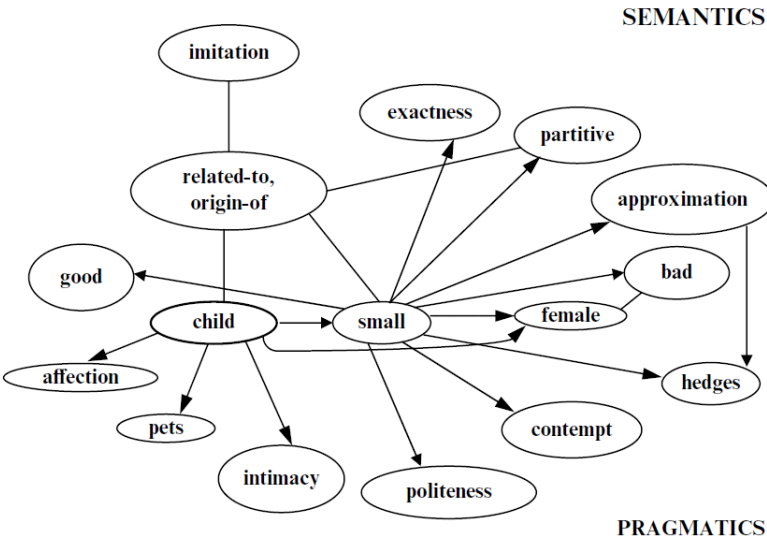 SEMANTICS
imitation
exactness
partitive
related-to,
origin-of
approximation
good
bad
child
small
female
affection
hedges
pets
contempt
intimacy
politeness
PRAGMATICS